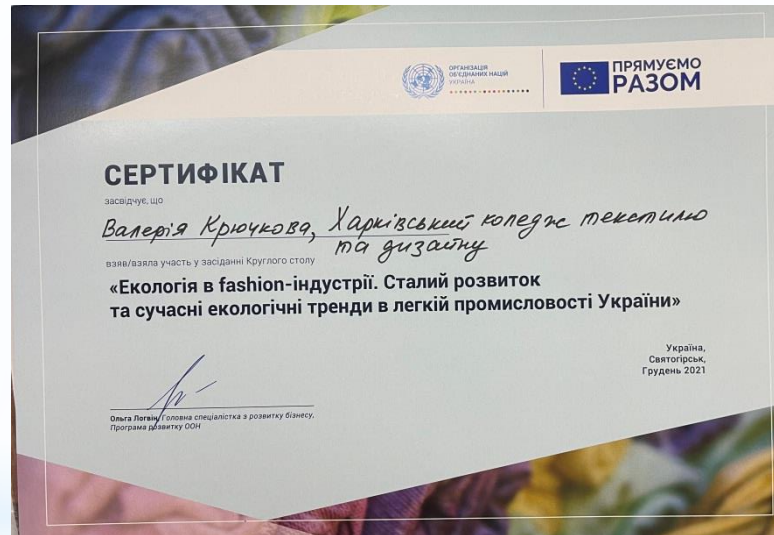 ОРГАНІЗАЦІЯ
ОБ'ЄДНАНИХ НАЦІЙ
УКРАЇНА
ПРЯМУЄМО
РАЗОМ
СЕРТИФІКАТ
засвідчує, що
Валерія Крючкова, Харківський коледж текстилю
та дизайну
взяв/взяла участь у засіданні Круглого столу
«Екологія в fashion-індустрії. Сталий розвиток
та сучасні екологічні тренди в легкій промисловості України»
Україна,
Святогірськ,
Грудень 2021
Ольга Логвін, Головна спеціалістка з розвитку бізнесу,
Програма розвитку ООН